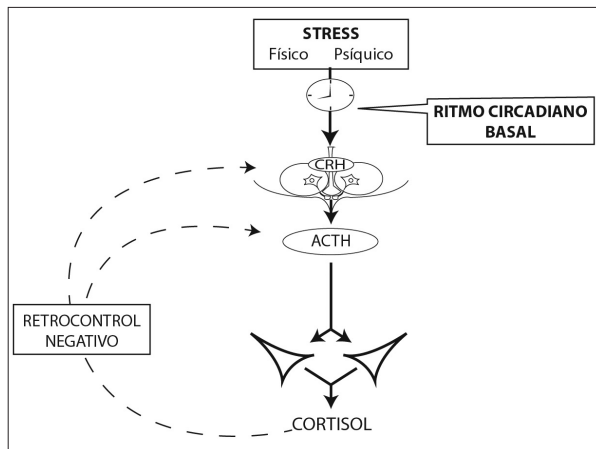 STRESS
Físico Psíquico
RITMO CIRCADIANO
BASAL
CRH
ACTH
RETROCONTROL
NEGATIVO
CORTISOL